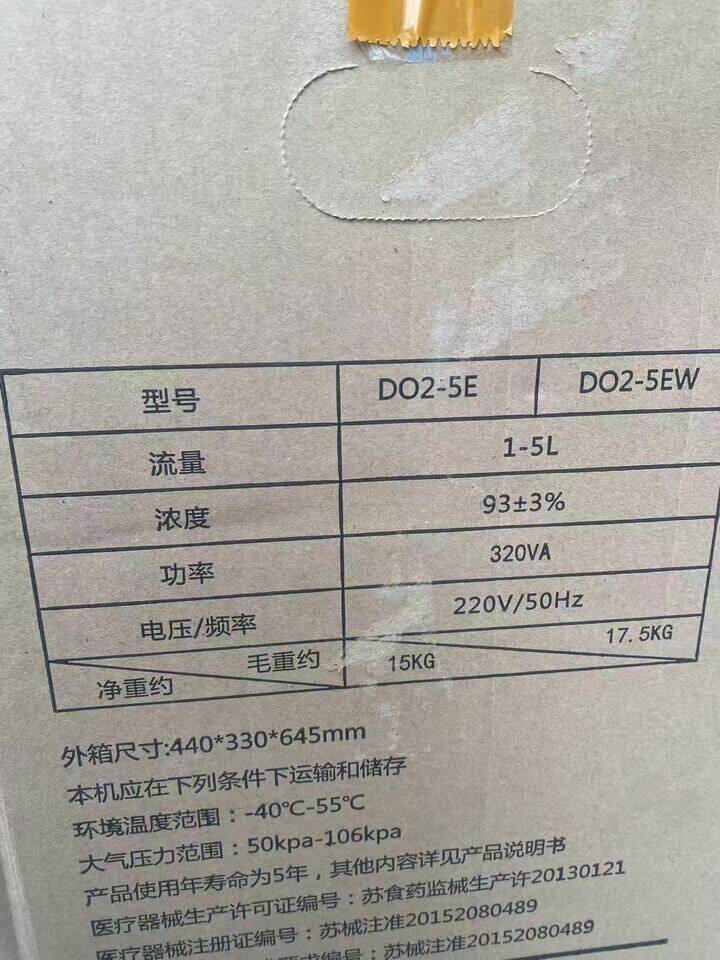 型号 DO2-5E DO2-5EW
流量 1-5L
浓度 93±3%
功率 320VA
电压/频率 220V/50Hz
毛重约 17.5KG
净重约 15KG
外箱尺寸:440*330*645mm
本机应在下列条件下运输和储存
环境温度范围：-40℃-55℃
大气压力范围：50kpa-106kpa
产品使用年寿命为5年，其他内容详见产品说明书
医疗器械生产许可证编号：苏食药监械生产许20130121
医疗器械注册证编号：苏械注准20152080489
求编号：苏械注准20152080489